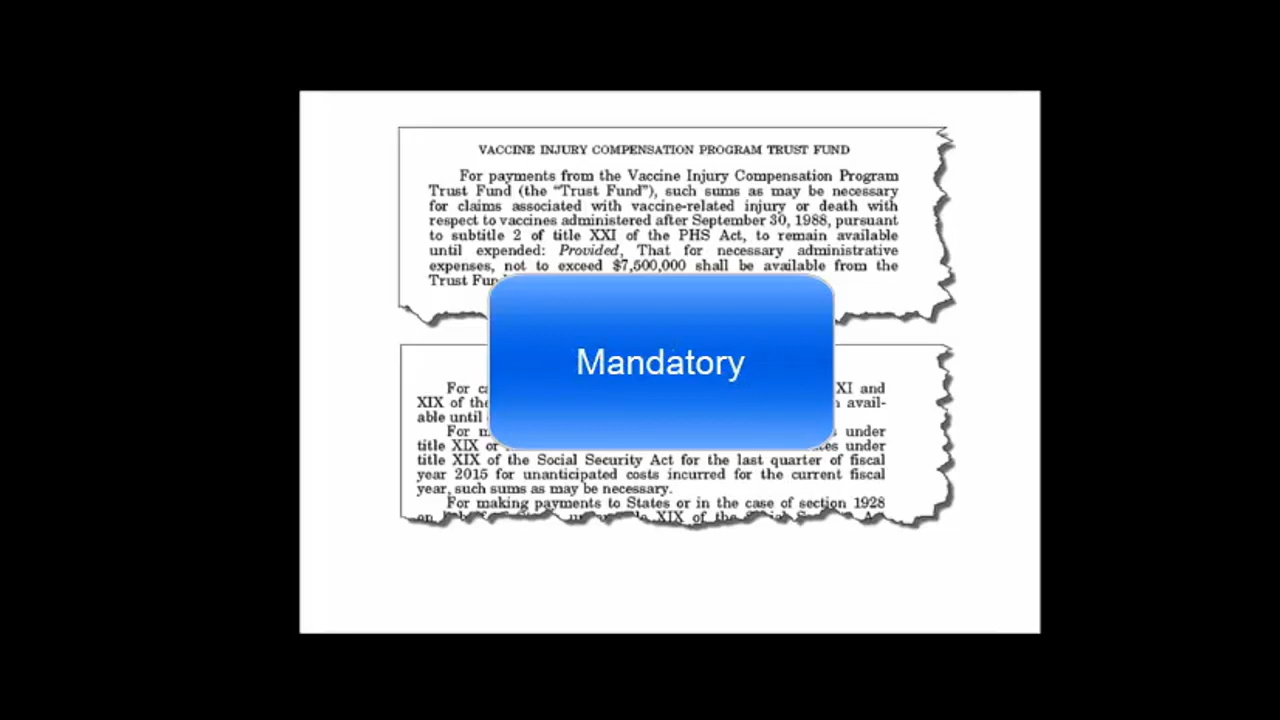 VACCINE INJURY COMPENSATION PROGRAM TRUST FUND
For payments from the Vaccine Injury Compensation Program
Trust Fund (the “Trust Fund”), such sums as may be necessary
for claims associated with vaccine-related injury or death with
respect to vaccines administered after September 30, 1988, pursuant
to subtitle 2 of title XXI of the PHS Act, to remain available
until expended: Provided, That for necessary administrative
expenses, not to exceed $7,500,000 shall be available from the
Trust
Mandatory
For XI and
XIX of the avail-
able until
For under
title XIX or under
title XIX of the Social Security Act for the last quarter of fiscal
year 2015 for unanticipated costs incurred for the current fiscal
year, such sums as may be necessary.
For making payments to States or in the case of section 1928
XIX of the